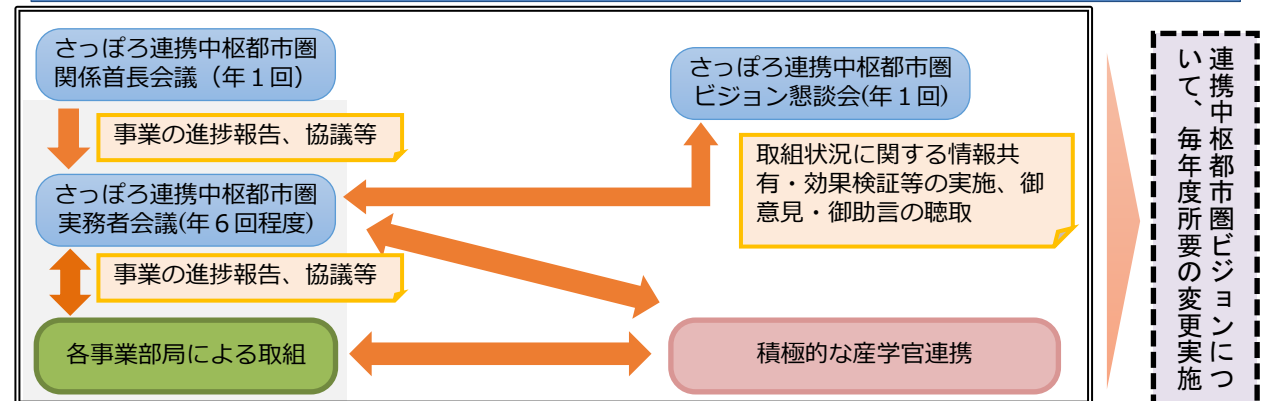 さっぽろ連携中枢都市圏
関係首長会議（年１回）
事業の進捗報告、協議等
さっぽろ連携中枢都市圏
実務者会議(年６回程度)
事業の進捗報告、協議等
各事業部局による取組
さっぽろ連携中枢都市圏
ビジョン懇談会(年１回)
取組状況に関する情報共
有・効果検証等の実施、御
意見・御助言の聴取
積極的な産学官連携
連携中枢都市圏ビジョンにつ
いて、毎年度所要の変更実施